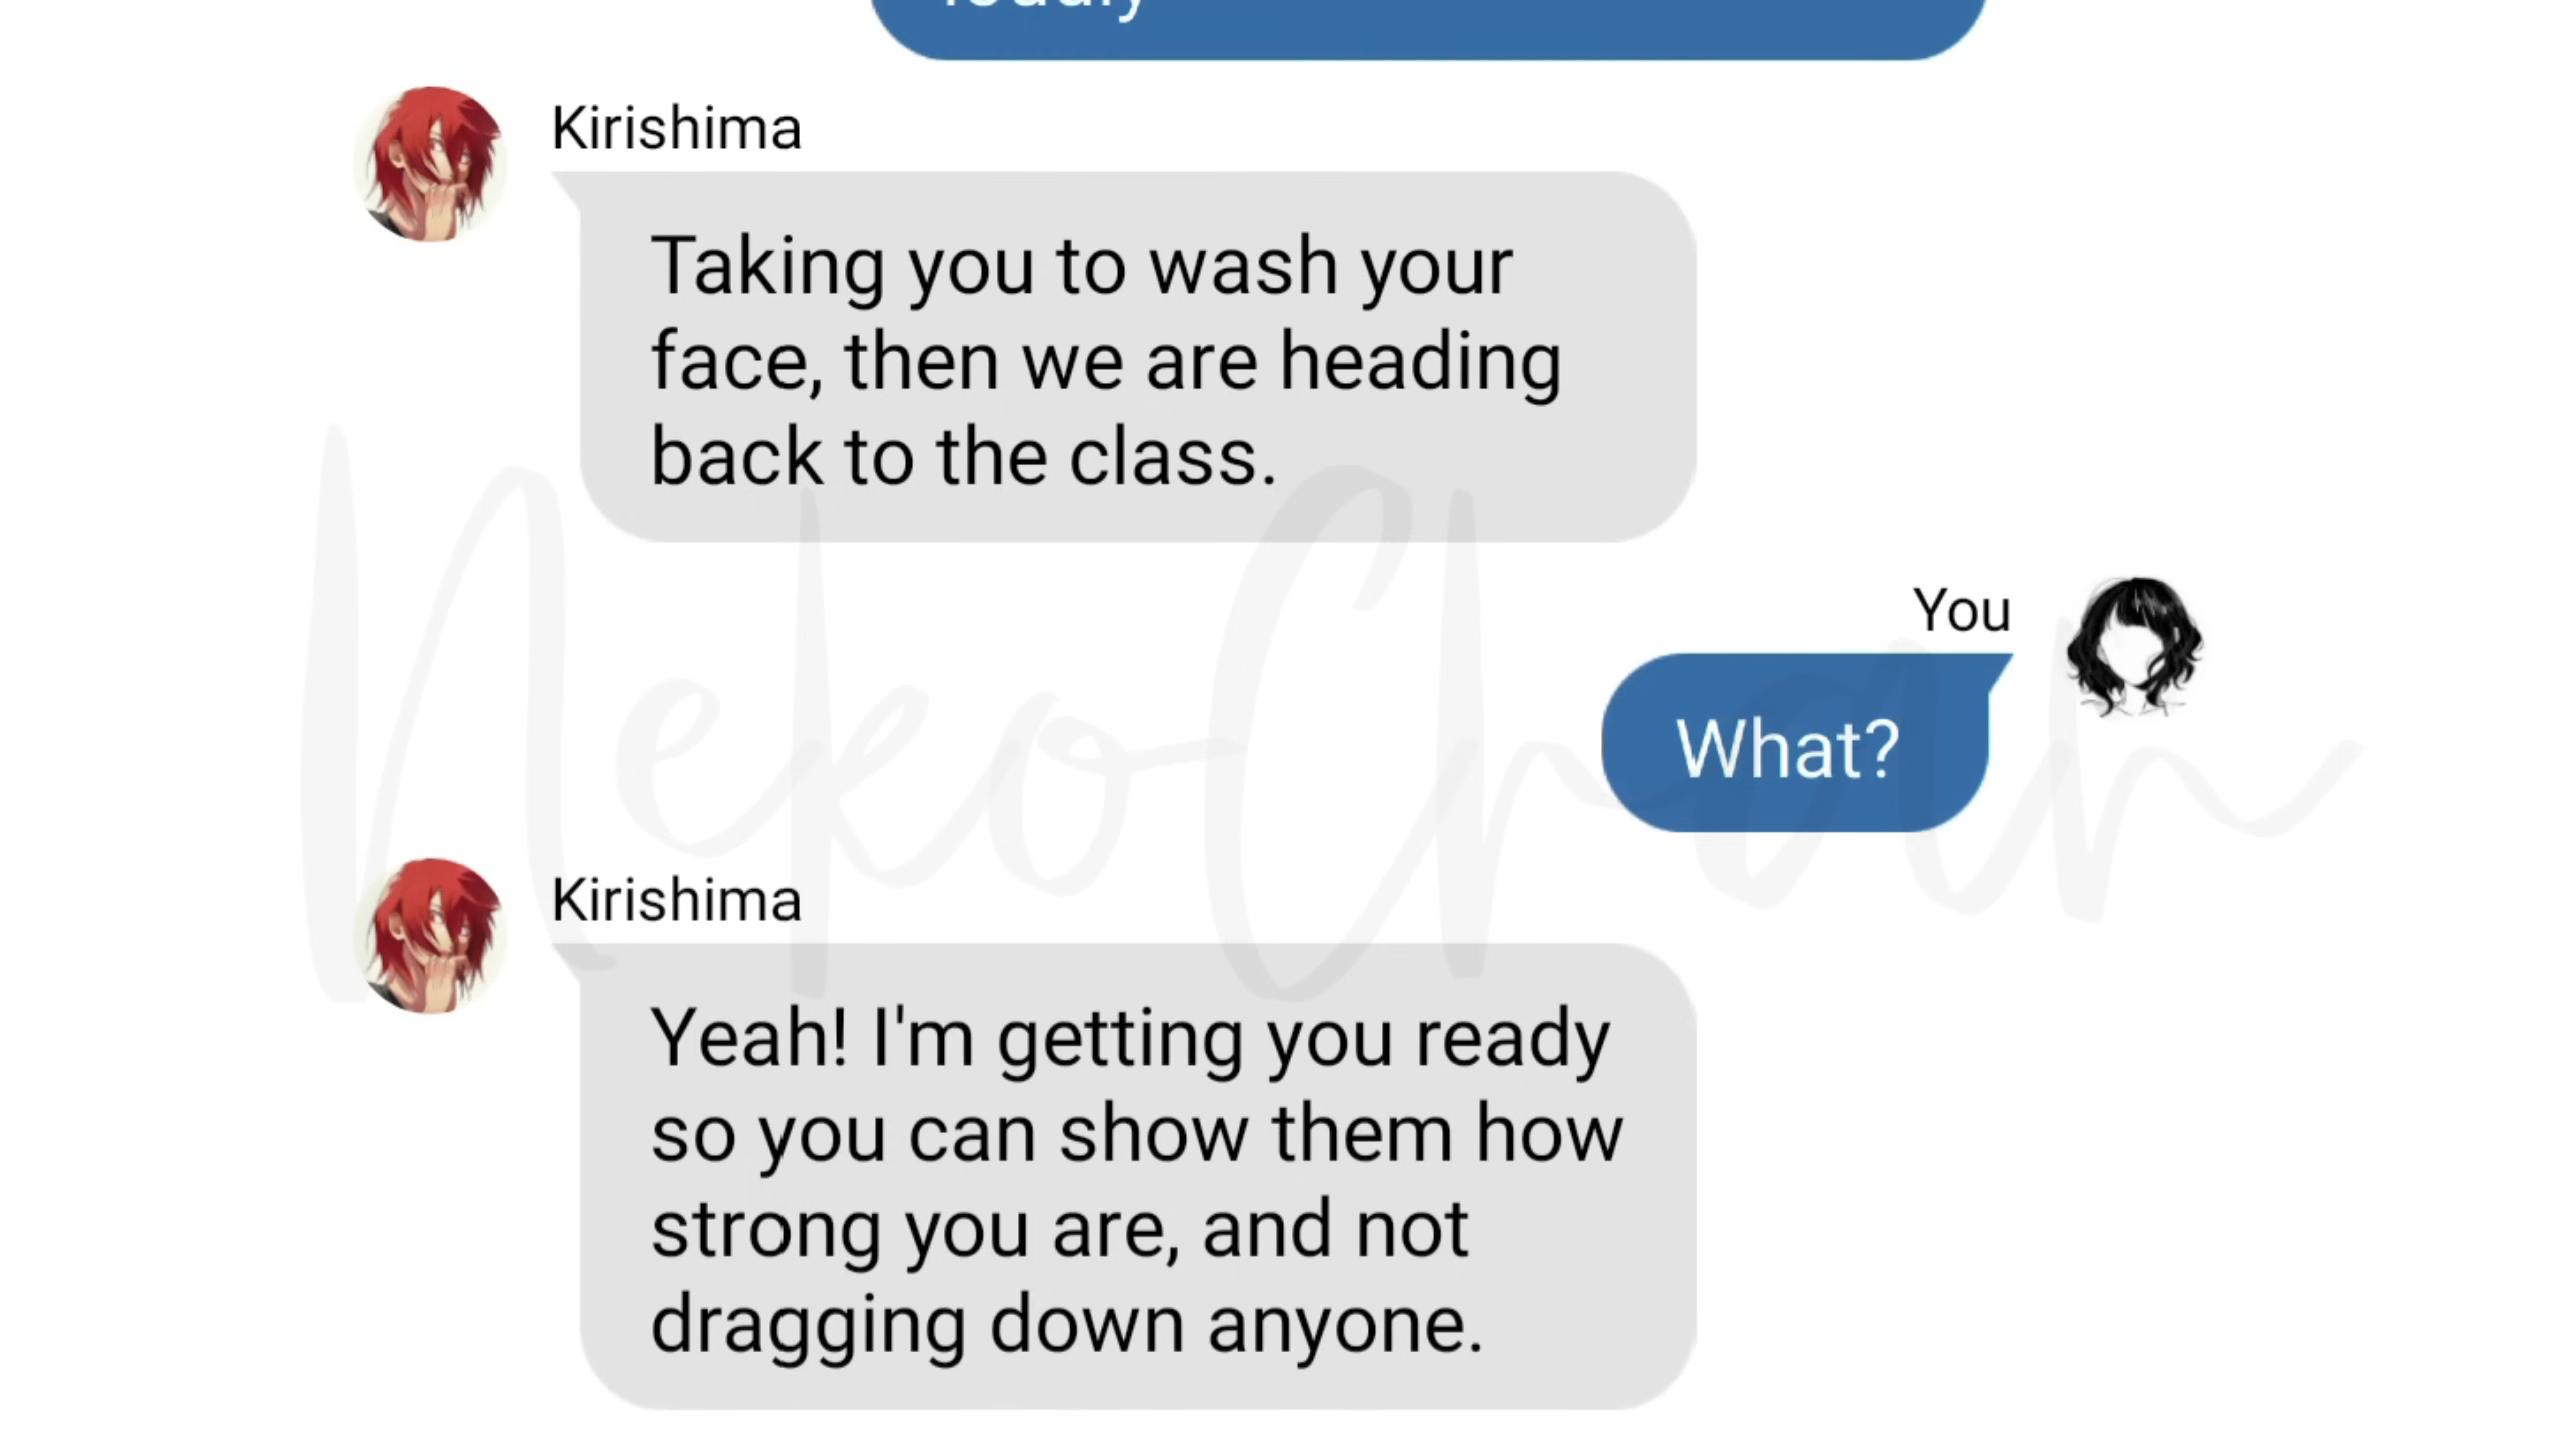 Kirishima
Taking you to wash your
face, then we are heading
back to the class.
You
What?
Kirishima
Yeah! I'm getting you ready
so you can show them how
strong you are, and not
dragging down anyone.
NekoChan